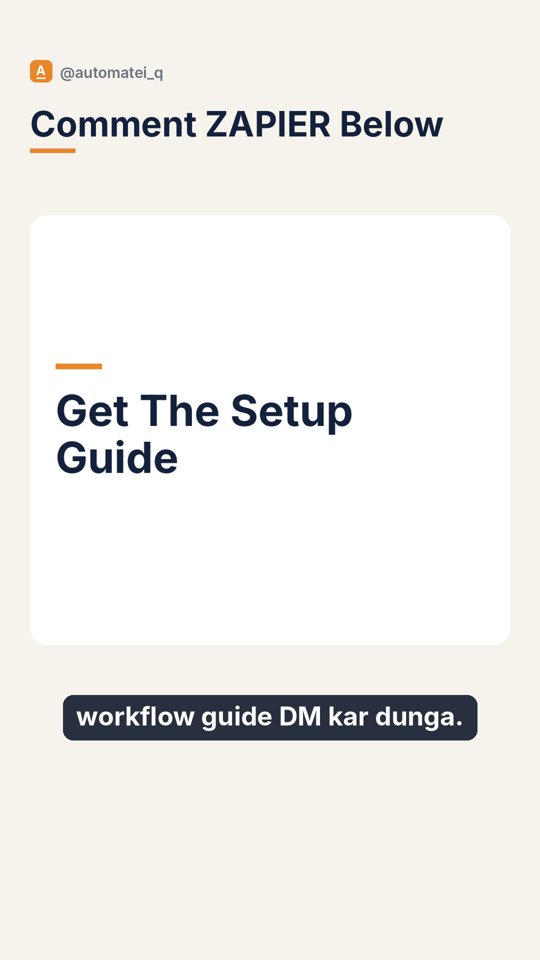 A
@automatei_q
Comment ZAPIER Below
Get The Setup
Guide
workflow guide DM kar dunga.